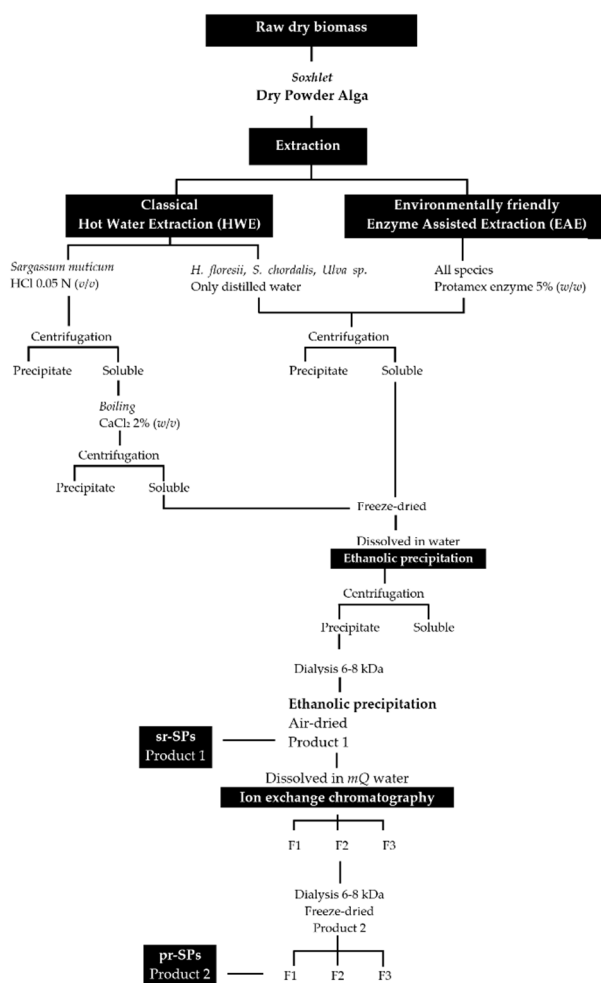 Raw dry biomass
Soxhlet
Dry Powder Alga
Extraction
Classical
Hot Water Extraction (HWE)
Environmentally friendly
Enzyme Assisted Extraction (EAE)
Sargassum muticum
HCl 0.05 N (v/v)
H. floresii, S. chordalis, Ulva sp.
Only distilled water
All species
Protamex enzyme 5% (w/w)
Centrifugation
Precipitate Soluble
Centrifugation
Precipitate Soluble
Boiling
CaCl₂ 2% (w/v)
Centrifugation
Precipitate Soluble
Freeze-dried
Dissolved in water
Ethanolic precipitation
Centrifugation
Precipitate Soluble
Dialysis 6-8 kDa
Ethanolic precipitation
Air-dried
Product 1
sr-SPs
Product 1
Dissolved in mQ water
Ion exchange chromatography
F1 F2 F3
Dialysis 6-8 kDa
Freeze-dried
Product 2
pr-SPs
Product 2
F1 F2 F3